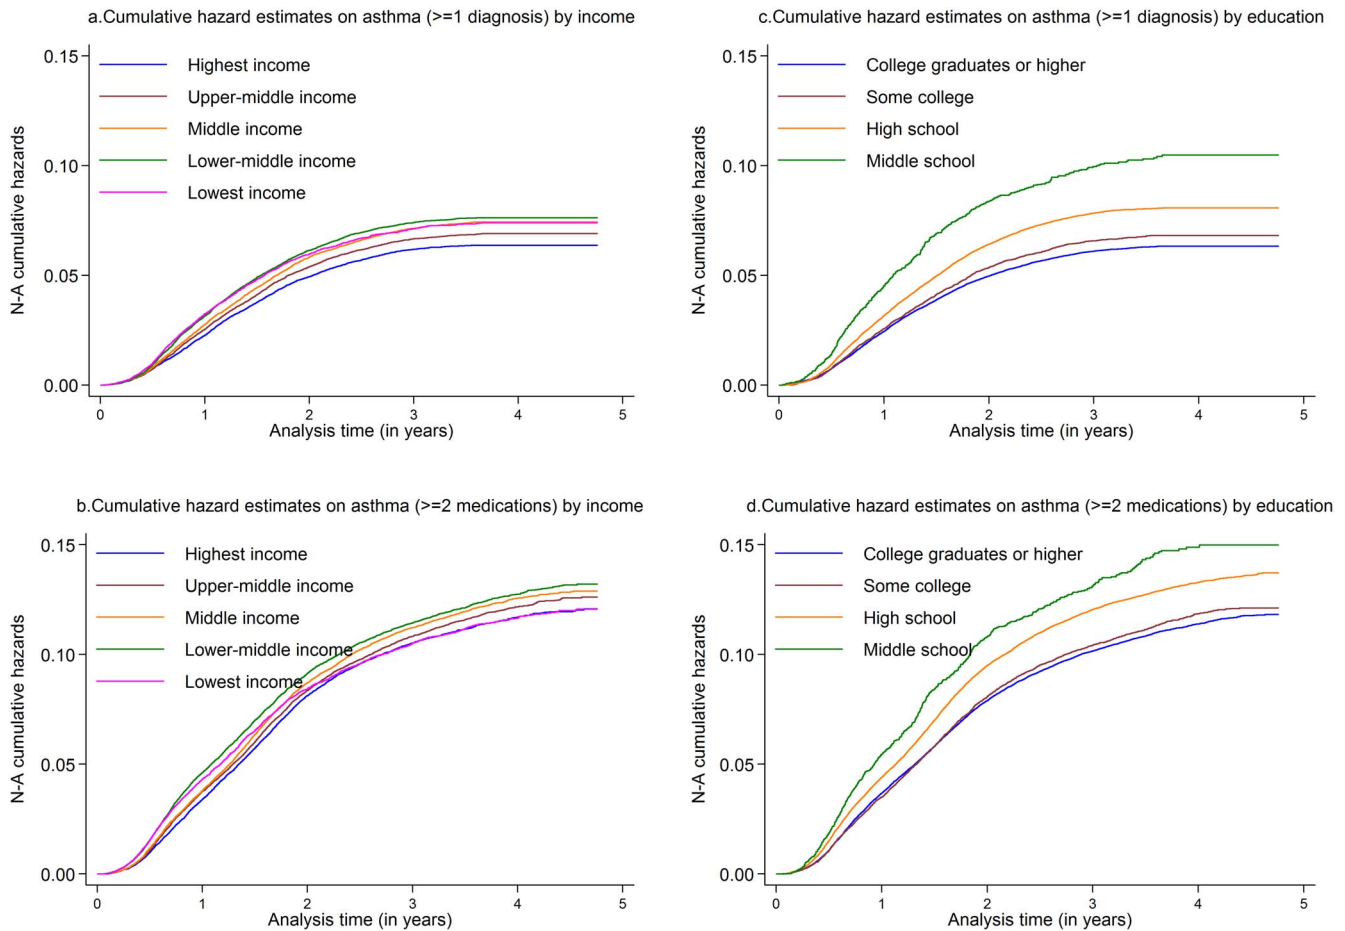 a.Cumulative hazard estimates on asthma (>=1 diagnosis) by income
N-A cumulative hazards
0.15
0.10
0.05
0.00
Highest income
Upper-middle income
Middle income
Lower-middle income
Lowest income
0 1 2 3 4 5
Analysis time (in years)
c.Cumulative hazard estimates on asthma (>=1 diagnosis) by education
N-A cumulative hazards
0.15
0.10
0.05
0.00
College graduates or higher
Some college
High school
Middle school
0 1 2 3 4 5
Analysis time (in years)
b.Cumulative hazard estimates on asthma (>=2 medications) by income
N-A cumulative hazards
0.15
0.10
0.05
0.00
Highest income
Upper-middle income
Middle income
Lower-middle income
Lowest income
0 1 2 3 4 5
Analysis time (in years)
d.Cumulative hazard estimates on asthma (>=2 medications) by education
N-A cumulative hazards
0.15
0.10
0.05
0.00
College graduates or higher
Some college
High school
Middle school
0 1 2 3 4 5
Analysis time (in years)